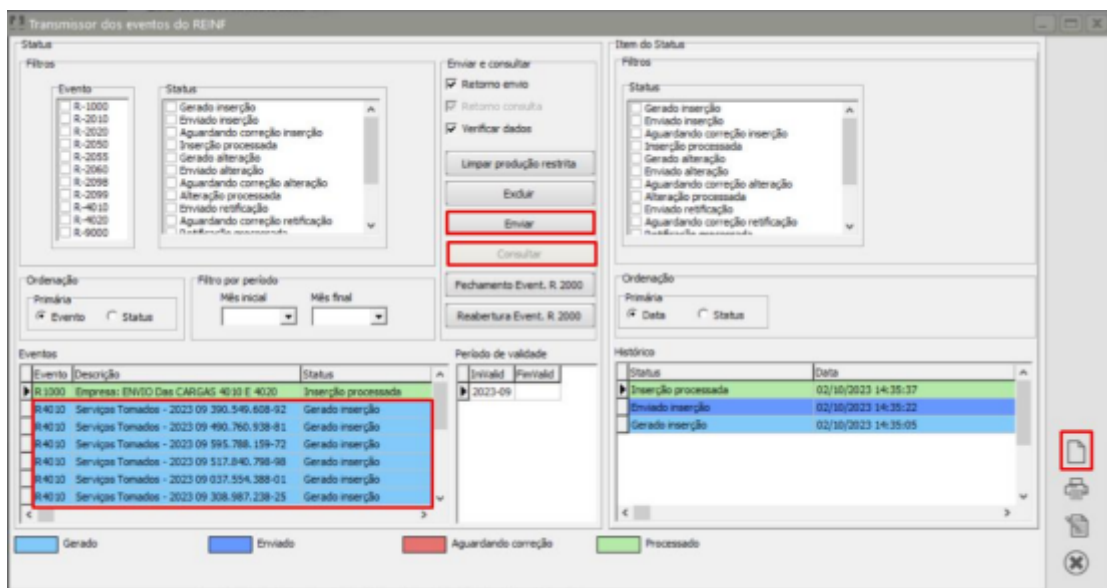 Transmissor dos eventos do REINF
Status
Filtros
Evento
R-1000
R-2010
R-2020
R-2050
R-2055
R-2060
R-2098
R-2099
R-4010
R-4020
R-9000
Status
Gerado inserção
Enviado inserção
Aguardando correção inserção
Inserção processada
Gerado alteração
Enviado alteração
Aguardando correção alteração
Alteração processada
Enviado retificação
Aguardando correção retificação
Retificação processada
Enviar e consultar
Retorno envio
Retorno consulta
Verificar dados
Limpar produção restrita
Excluir
Enviar
Consultar
Fechamento Event. R 2000
Reabertura Event. R 2000
Ordenação
Primária
Evento Status
Filtro por período
Mês inicial Mês final
Eventos
Evento Descrição Status
R1000 Empresa: ENVIO Das CARGAS 4010 E 4020 Inserção processada
R4010 Serviços Tomados - 2023 09 390.549.608-92 Gerado inserção
R4010 Serviços Tomados - 2023 09 490.760.938-81 Gerado inserção
R4010 Serviços Tomados - 2023 09 595.788.159-72 Gerado inserção
R4010 Serviços Tomados - 2023 09 517.840.798-98 Gerado inserção
R4010 Serviços Tomados - 2023 09 037.554.388-01 Gerado inserção
R4010 Serviços Tomados - 2023 09 308.987.238-25 Gerado inserção
Período de validade
IniValid FimValid
2023-09
Item do Status
Filtros
Status
Gerado inserção
Enviado inserção
Aguardando correção inserção
Inserção processada
Gerado alteração
Enviado alteração
Aguardando correção alteração
Alteração processada
Enviado retificação
Aguardando correção retificação
Retificação processada
Ordenação
Primária
Data Status
Histórico
Status Data
Inserção processada 02/10/2023 14:35:37
Enviado inserção 02/10/2023 14:35:22
Gerado inserção 02/10/2023 14:35:05
Gerado Enviado Aguardando correção Processado